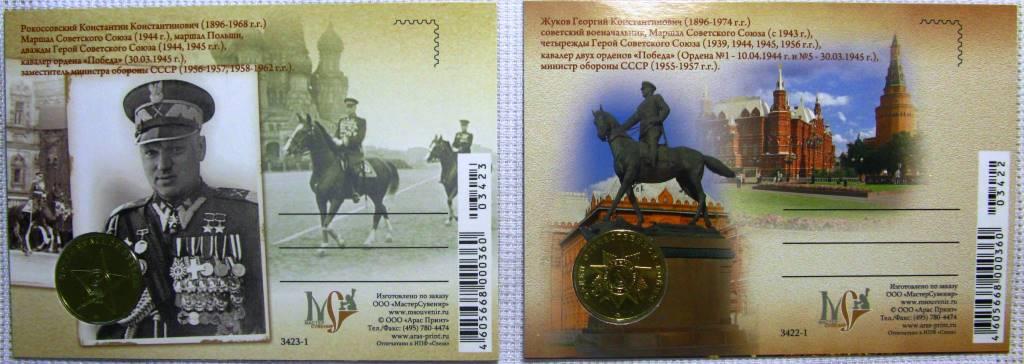 Рокоссовский Константин Константинович (1896-1968 г.г.)
Маршал Советского Союза (1944 г.), маршал Польши,
дважды Герой Советского Союза (1944, 1945 г.г.),
кавалер ордена «Победа» (30.03.1945 г.),
заместитель министра обороны СССР (1956-1957, 1958-1962 г.г.).
03423
4605568000360
Изготовлено по заказу
ООО «МастерСувенир»
www.msouvenir.ru
© ООО «Арас Принт»
Тел./Факс: (495) 780-4474
www.aras-print.ru
3423-1
Жуков Георгий Константинович (1896-1974 г.г.)
советский военачальник, Маршал Советского Союза (с 1943 г.),
четырежды Герой Советского Союза (1939, 1944, 1945, 1956 г.г.),
кавалер двух орденов «Победа» (Ордена №1 - 10.04.1944 г. и №5 - 30.03.1945 г.),
министр обороны СССР (1955-1957 г.г.).
03422
4605568000360
Изготовлено по заказу
ООО «МастерСувенир»
www.msouvenir.ru
© ООО «Арас Принт»
Тел./Факс: (495) 780-4474
www.aras-print.ru
3422-1